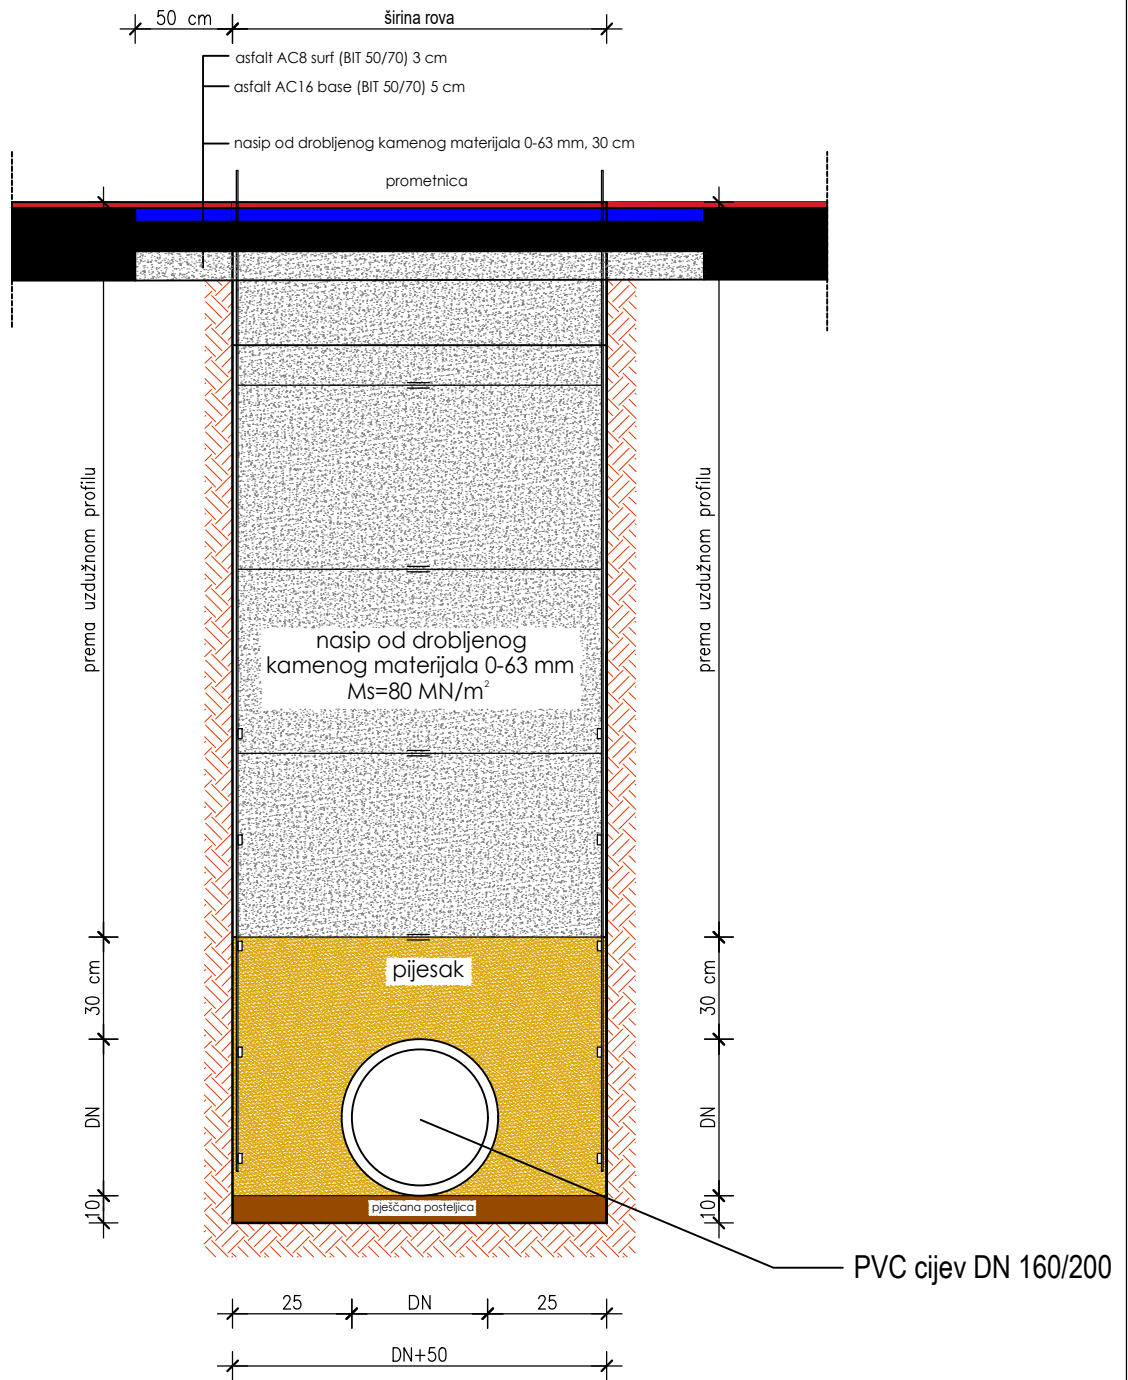 50 cm
širina rova
asfalt AC8 surf (BIT 50/70) 3 cm
asfalt AC16 base (BIT 50/70) 5 cm
nasip od drobljenog kamenog materijala 0-63 mm, 30 cm
prometnica
prema uzdužnom profilu
prema uzdužnom profilu
nasip od drobljenog
kamenog materijala 0-63 mm
Ms=80 MN/m²
pijesak
30 cm
30 cm
DN
DN
10
10
pješčana posteljica
PVC cijev DN 160/200
25
DN
25
DN+50